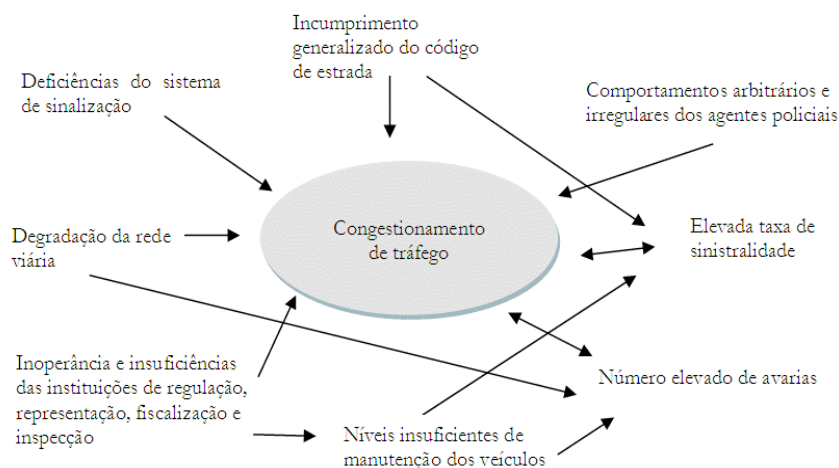 Incumprimento
generalizado do código
de estrada
Deficiências do sistema
de sinalização
Comportamentos arbitrários e
irregulares dos agentes policiais
Degradação da rede
viária
Congestionamento
de tráfego
Elevada taxa de
sinistralidade
Inoperância e insuficiências
das instituições de regulação,
representação, fiscalização e
inspecção
Número elevado de avarias
Níveis insuficientes de
manutenção dos veículos